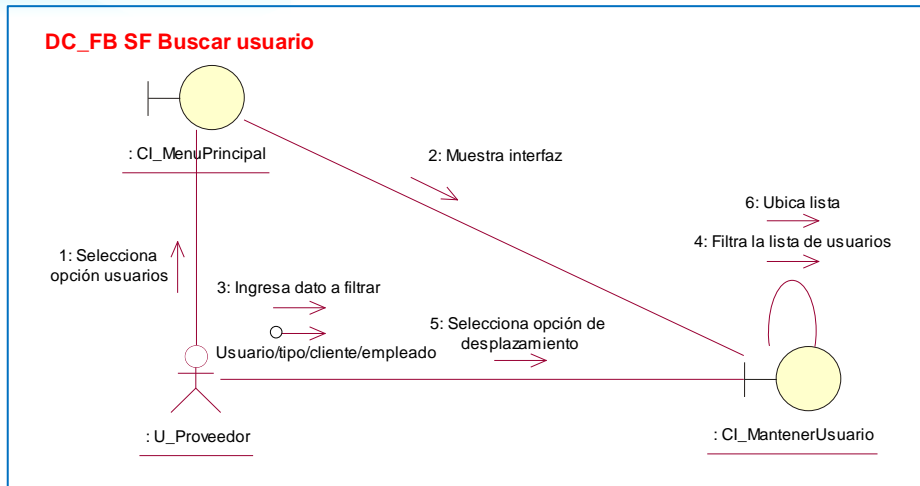 DC_FB SF Buscar usuario
: CI_MenuPrincipal
2: Muestra interfaz
6: Ubica lista
4: Filtra la lista de usuarios
1: Selecciona
opción usuarios
3: Ingresa dato a filtrar
Usuario/tipo/cliente/empleado
5: Selecciona opción de
desplazamiento
: U_Proveedor
: CI_MantenerUsuario